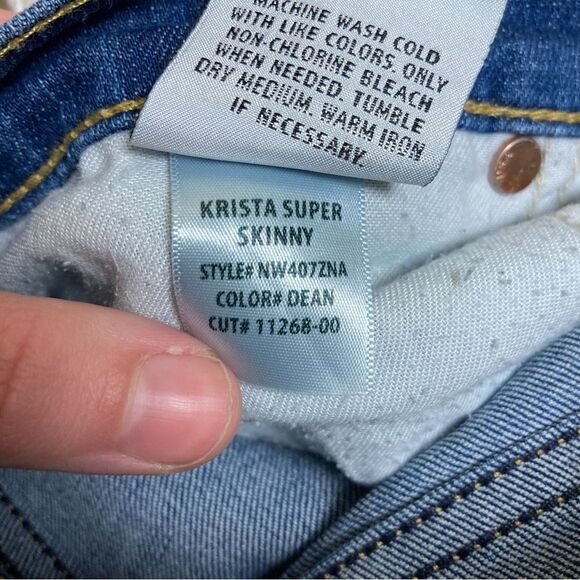 MACHINE WASH COLD
WITH LIKE COLORS. ONLY
NON-CHLORINE BLEACH
WHEN NEEDED. TUMBLE
DRY MEDIUM. WARM IRON
IF NECESSARY.
KRISTA SUPER
SKINNY
STYLE# NW407ZNA
COLOR# DEAN
CUT# 11268-00